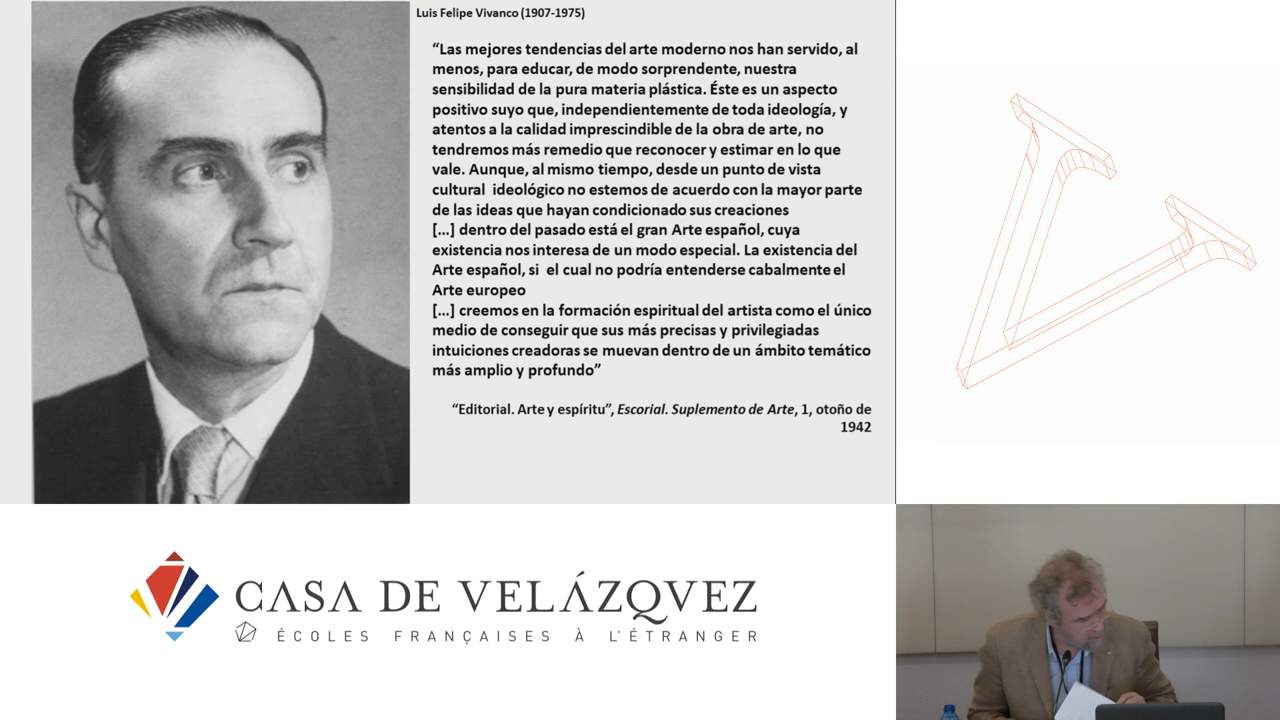 Luis Felipe Vivanco (1907-1975)
“Las mejores tendencias del arte moderno nos han servido, al
menos, para educar, de modo sorprendente, nuestra
sensibilidad de la pura materia plástica. Éste es un aspecto
positivo suyo que, independientemente de toda ideología, y
atentos a la calidad imprescindible de la obra de arte, no
tendremos más remedio que reconocer y estimar en lo que
vale. Aunque, al mismo tiempo, desde un punto de vista
cultural ideológico no estemos de acuerdo con la mayor parte
de las ideas que hayan condicionado sus creaciones
[...] dentro del pasado está el gran Arte español, cuya
existencia nos interesa de un modo especial. La existencia del
Arte español, si el cual no podría entenderse cabalmente el
Arte europeo
[...] creemos en la formación espiritual del artista como el único
medio de conseguir que sus más precisas y privilegiadas
intuiciones creadoras se muevan dentro de un ámbito temático
más amplio y profundo”
“Editorial. Arte y espíritu”, Escorial. Suplemento de Arte, 1, otoño de
1942
CASA DE VELÁZQVEZ
ÉCOLES FRANÇAISES À L'ÉTRANGER